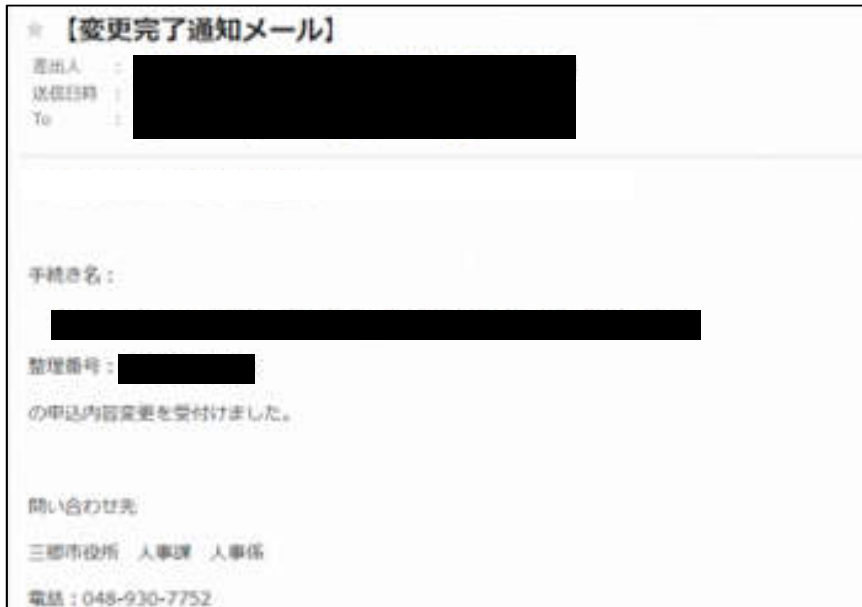 ★ 【変更完了通知メール】
差出人 :
送信日時 :
To :
手続き名：
整理番号：
の申込内容変更を受付けました。
問い合わせ先
三郷市役所　人事課　人事係
電話：048-930-7752